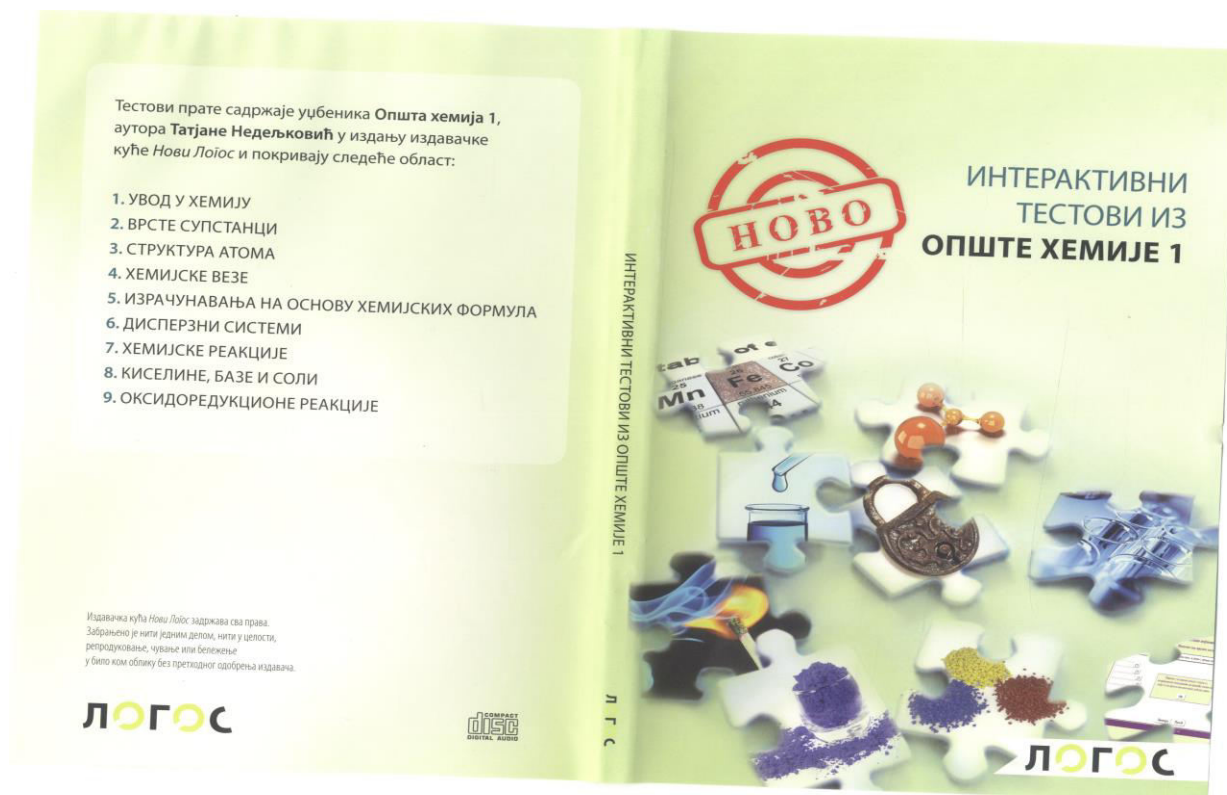 Тестови прате садржаје уџбеника Општа хемија 1,
аутора Татјане Недељковић у издању издавачке
куће Нови Логос и покривају следеће област:
1. УВОД У ХЕМИЈУ
2. ВРСТЕ СУПСТАНЦИ
3. СТРУКТУРА АТОМА
4. ХЕМИЈСКЕ ВЕЗЕ
5. ИЗРАЧУНАВАЊА НА ОСНОВУ ХЕМИЈСКИХ ФОРМУЛА
6. ДИСПЕРЗНИ СИСТЕМИ
7. ХЕМИЈСКЕ РЕАКЦИЈЕ
8. КИСЕЛИНЕ, БАЗЕ И СОЛИ
9. ОКСИДОРЕДУКЦИОНЕ РЕАКЦИЈЕ
Издавачка кућа Нови Логос задржава сва права.
Забрањено је нити једним делом, нити у целости,
репродуковање, чување или бележење
у било ком облику без претходног одобрења издавача.
ЛОГОС
COMPACT
disc
DIGITAL AUDIO
ИНТЕРАКТИВНИ ТЕСТОВИ ИЗ ОПШТЕ ХЕМИЈЕ 1
Л Г С
НОВО
ИНТЕРАКТИВНИ
ТЕСТОВИ ИЗ
ОПШТЕ ХЕМИЈЕ 1
tab of e
25 26 27
Mn Fe Co
ЛОГОС